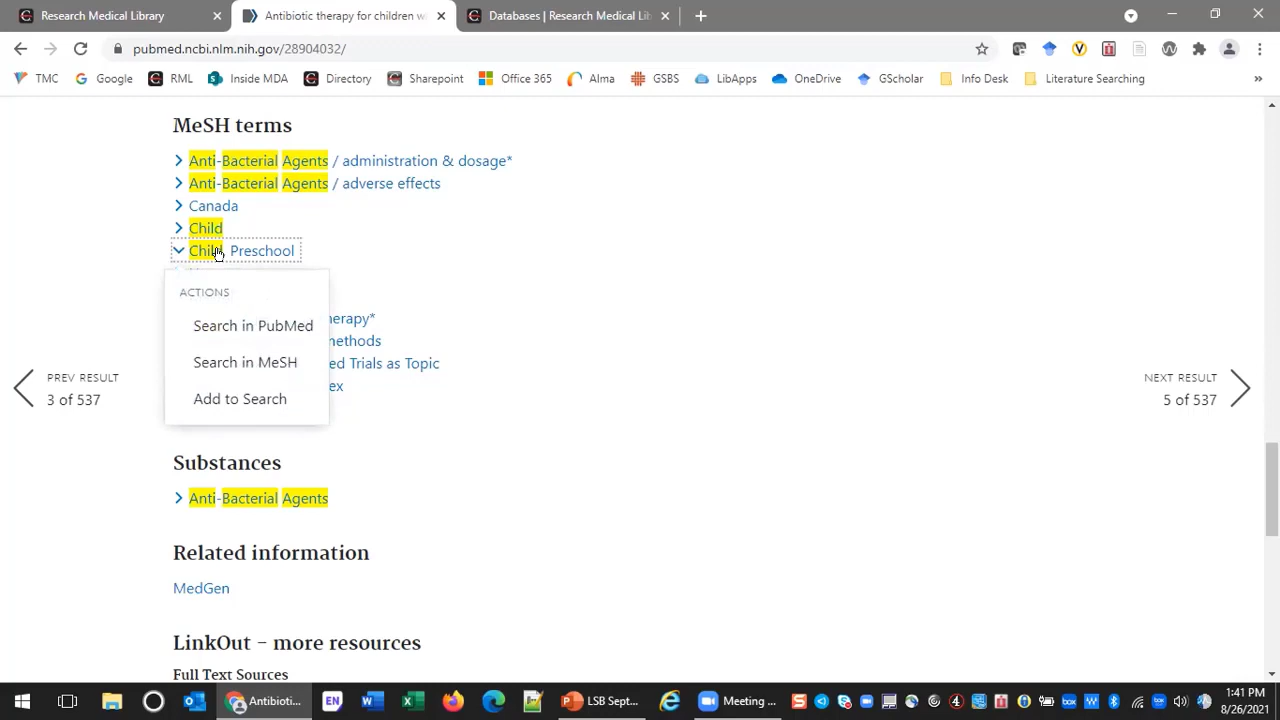 Research Medical Library
Antibiotic therapy for children w
Databases | Research Medical Lib
pubmed.ncbi.nlm.nih.gov/28904032/
TMC
Google
RML
Inside MDA
Directory
Sharepoint
Office 365
Alma
GSBS
LibApps
OneDrive
GScholar
Info Desk
Literature Searching
MeSH terms
Anti-Bacterial Agents / administration & dosage*
Anti-Bacterial Agents / adverse effects
Canada
Child
Child, Preschool
ACTIONS
Search in PubMed
Search in MeSH
Add to Search
herapy*
methods
ed Trials as Topic
ex
PREV RESULT
3 of 537
NEXT RESULT
5 of 537
Substances
Anti-Bacterial Agents
Related information
MedGen
LinkOut – more resources
Full Text Sources
Antibioti...
EN
LSB Sept...
Meeting ...
1:41 PM
8/26/2021